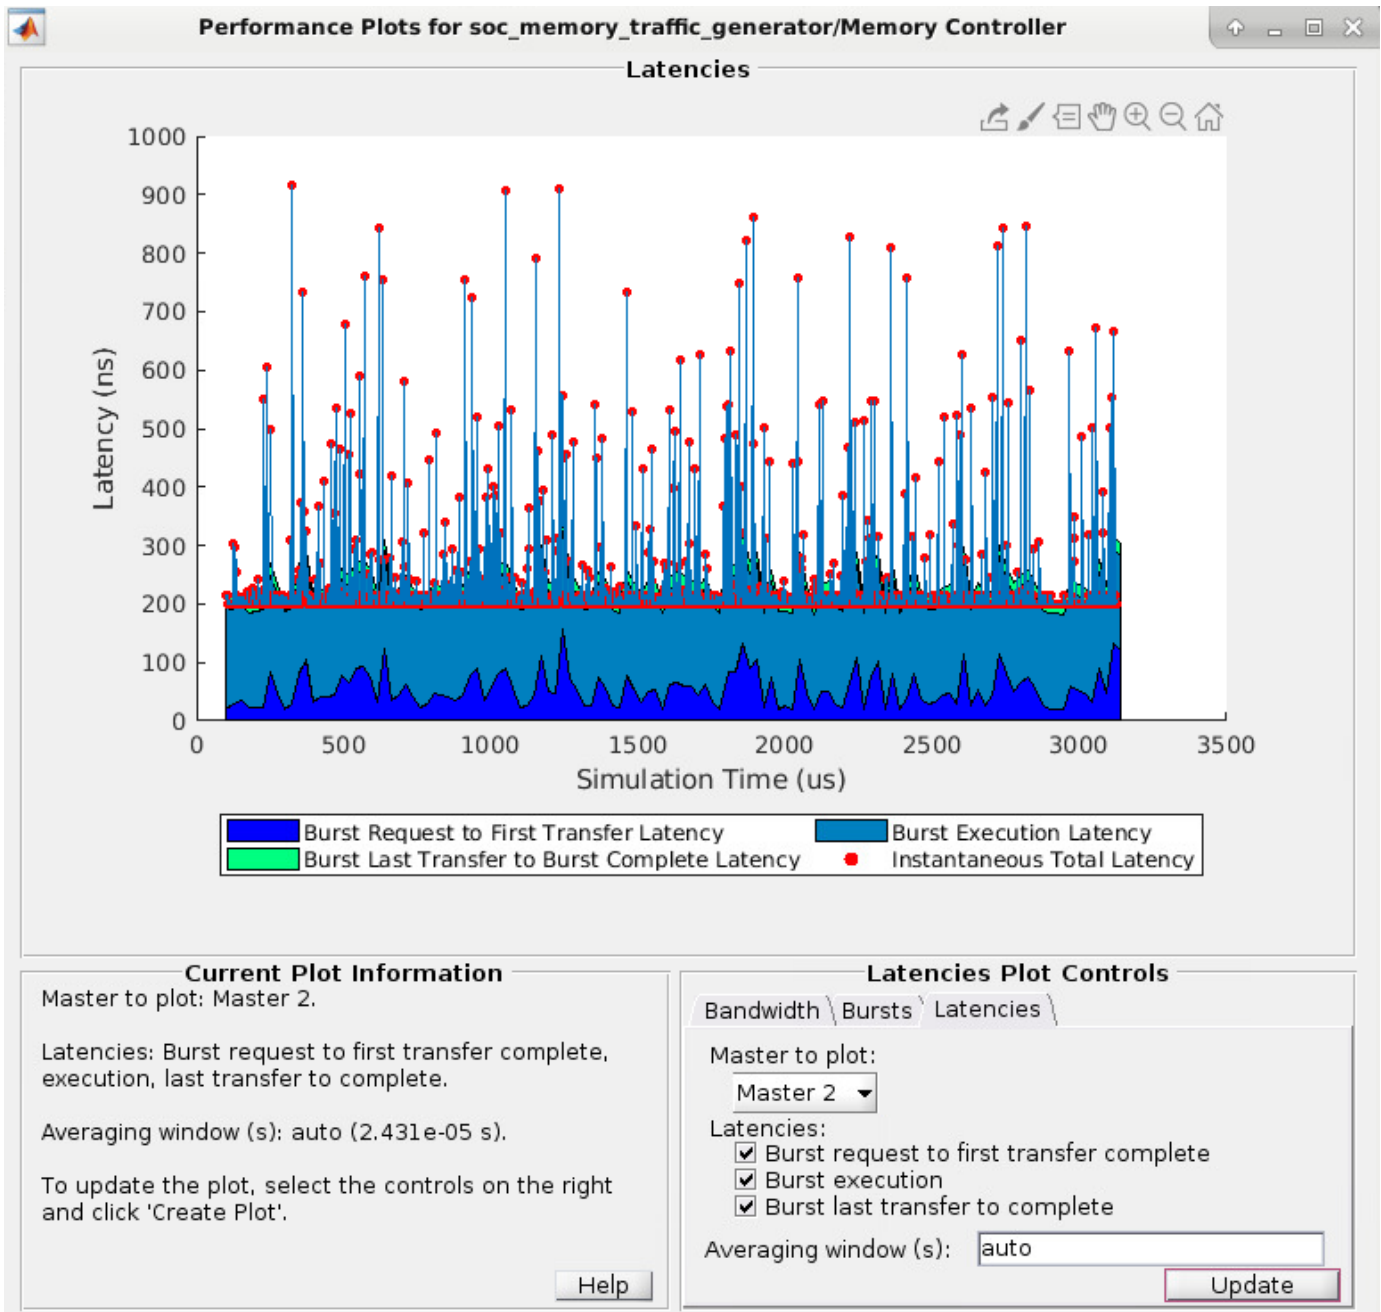 Performance Plots for soc_memory_traffic_generator/Memory Controller
Latencies
1000
900
800
700
600
500
400
300
200
100
0
Latency (ns)
0 500 1000 1500 2000 2500 3000 3500
Simulation Time (us)
Burst Request to First Transfer Latency
Burst Execution Latency
Burst Last Transfer to Burst Complete Latency
Instantaneous Total Latency
Current Plot Information
Master to plot: Master 2.
Latencies: Burst request to first transfer complete,
execution, last transfer to complete.
Averaging window (s): auto (2.431e-05 s).
To update the plot, select the controls on the right
and click 'Create Plot'.
Help
Latencies Plot Controls
Bandwidth Bursts Latencies
Master to plot:
Master 2
Latencies:
Burst request to first transfer complete
Burst execution
Burst last transfer to complete
Averaging window (s): auto
Update